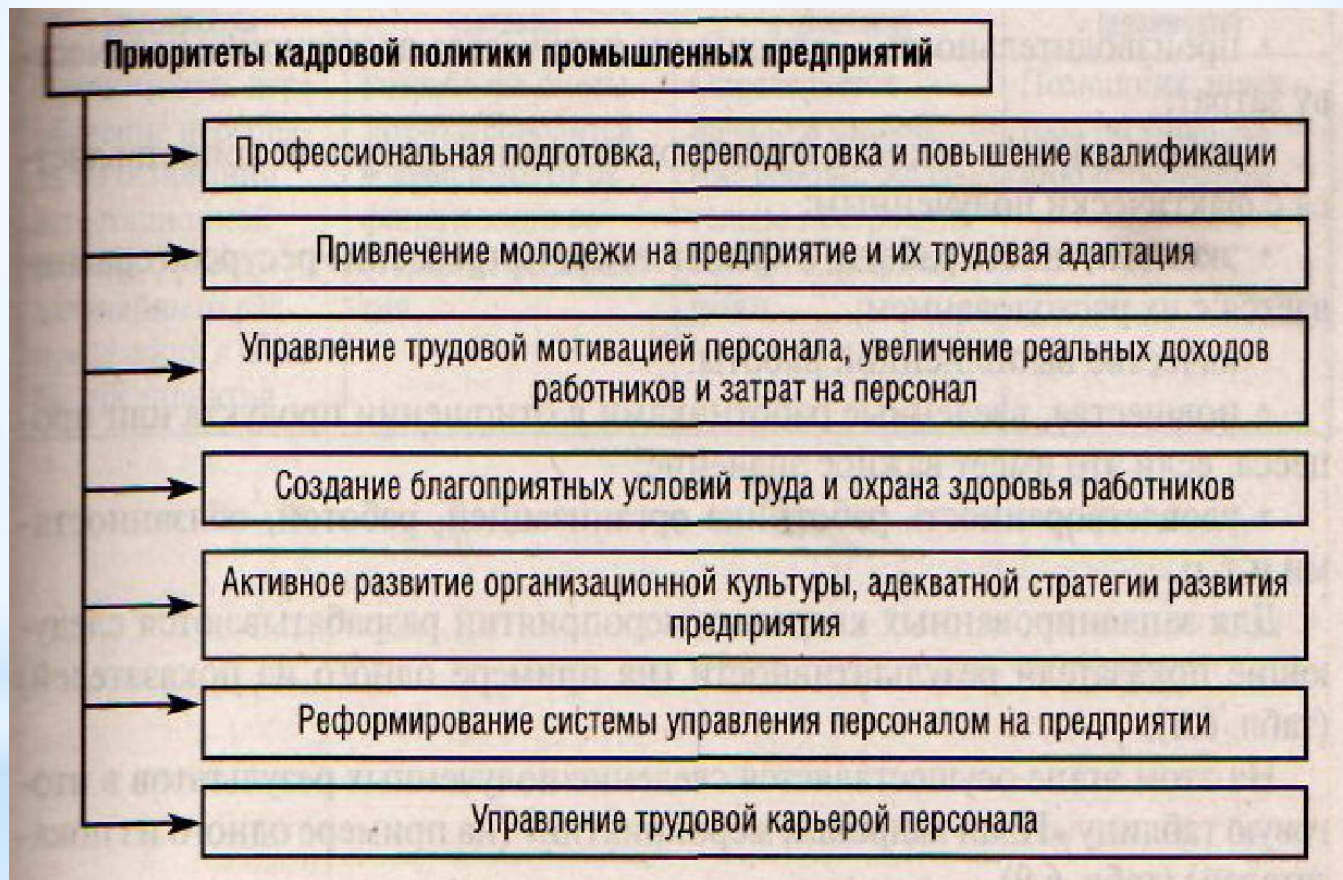 Приоритеты кадровой политики промышленных предприятий
Профессиональная подготовка, переподготовка и повышение квалификации
Привлечение молодежи на предприятие и их трудовая адаптация
Управление трудовой мотивацией персонала, увеличение реальных доходов
работников и затрат на персонал
Создание благоприятных условий труда и охрана здоровья работников
Активное развитие организационной культуры, адекватной стратегии развития
предприятия
Реформирование системы управления персоналом на предприятии
Управление трудовой карьерой персонала